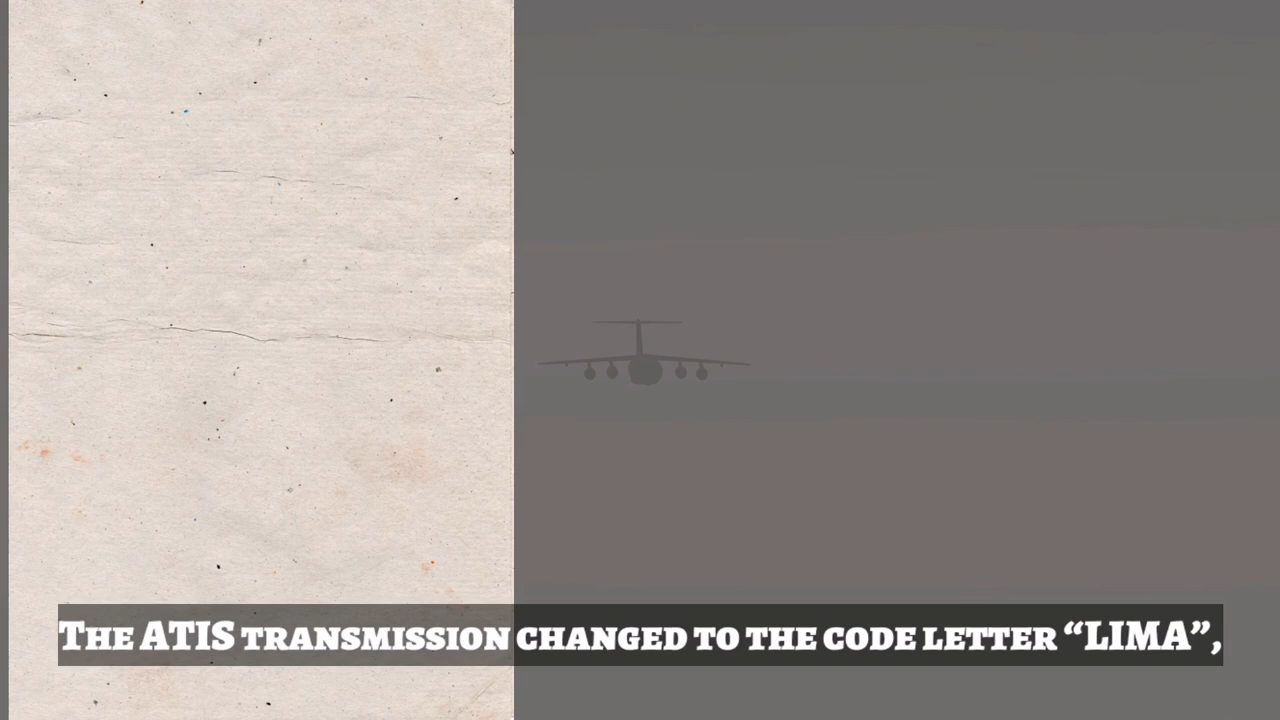 The ATIS transmission changed to the code letter “LIMA”,